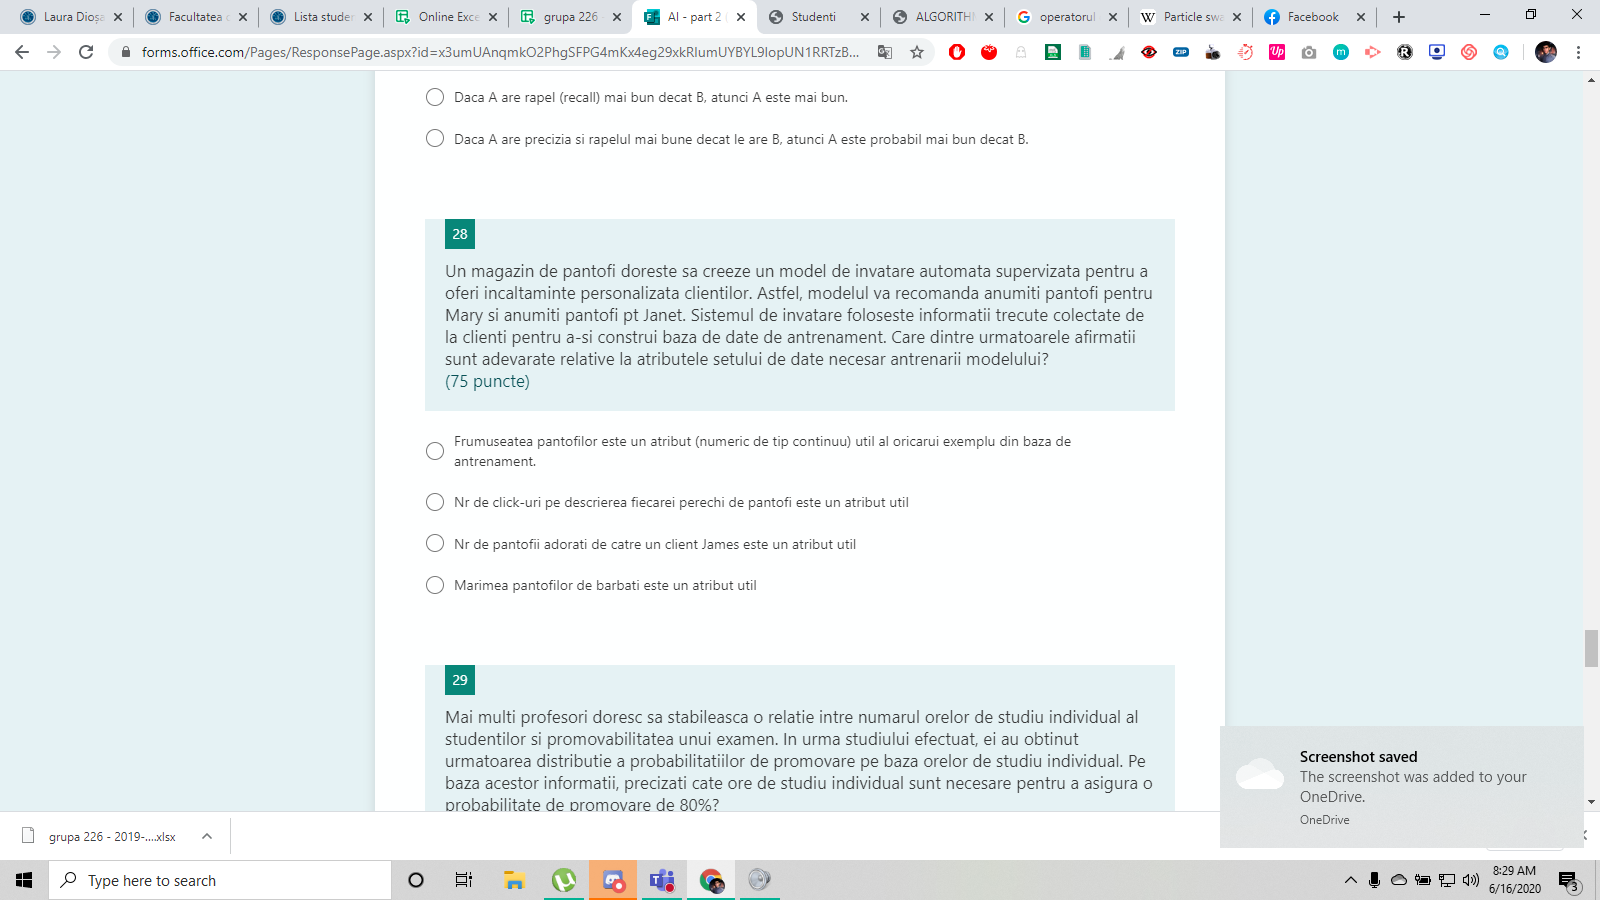 Laura Dioșa
Facultatea d
Lista studen
Online Exce
grupa 226 -
AI - part 2 (
Studenti
ALGORITH
operatorul
Particle swa
Facebook
forms.office.com/Pages/ResponsePage.aspx?id=x3umUAnqmkO2PhgSFPG4mKx4eg29xkRIumUYBYL9IopUN1RRTzB...
ZIP
Up
m
R
Daca A are rapel (recall) mai bun decat B, atunci A este mai bun.
Daca A are precizia si rapelul mai bune decat le are B, atunci A este probabil mai bun decat B.
28
Un magazin de pantofi doreste sa creeze un model de invatare automata supervizata pentru a
oferi incaltaminte personalizata clientilor. Astfel, modelul va recomanda anumiti pantofi pentru
Mary si anumiti pantofi pt Janet. Sistemul de invatare foloseste informatii trecute colectate de
la clienti pentru a-si construi baza de date de antrenament. Care dintre urmatoarele afirmatii
sunt adevarate relative la atributele setului de date necesar antrenarii modelului?
(75 puncte)
Frumuseatea pantofilor este un atribut (numeric de tip continuu) util al oricarui exemplu din baza de
antrenament.
Nr de click-uri pe descrierea fiecarei perechi de pantofi este un atribut util
Nr de pantofii adorati de catre un client James este un atribut util
Marimea pantofilor de barbati este un atribut util
29
Mai multi profesori doresc sa stabileasca o relatie intre numarul orelor de studiu individual al
studentilor si promovabilitatea unui examen. In urma studiului efectuat, ei au obtinut
urmatoarea distributie a probabilitatiilor de promovare pe baza orelor de studiu individual. Pe
baza acestor informatii, precizati cate ore de studiu individual sunt necesare pentru a asigura o
probabilitate de promovare de 80%?
Screenshot saved
The screenshot was added to your
OneDrive.
OneDrive
grupa 226 - 2019-....xlsx
Type here to search
8:29 AM
6/16/2020
3